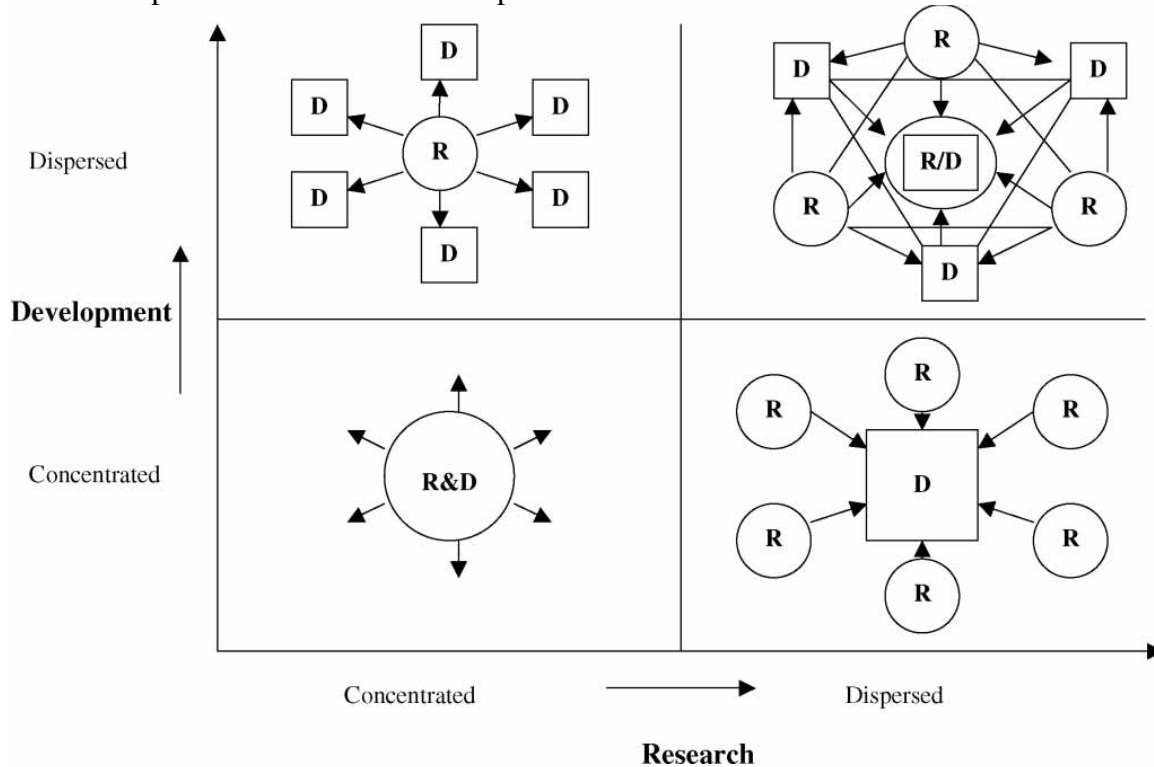 D
R
D
D
D
D
R/D
Dispersed
R
R
R
D
D
D
D
Development
R
R
R
Concentrated
R&D
D
R
R
R
Concentrated
Dispersed
Research